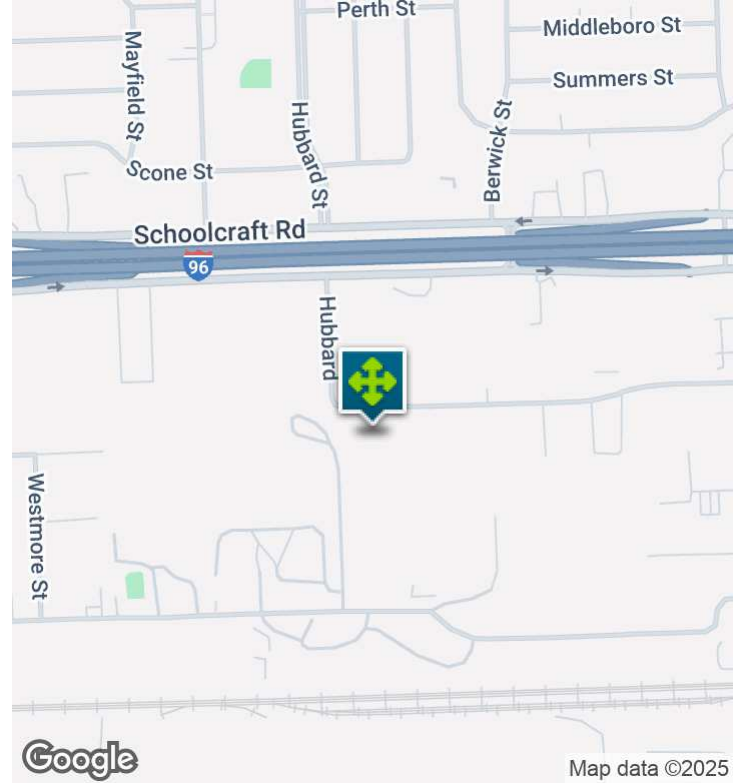 Perth St
Middleboro St
Mayfield St
Summers St
Hubbard St
Berwick St
Scone St
Schoolcraft Rd
96
Hubbard
Westmore St
Google
Map data ©2025